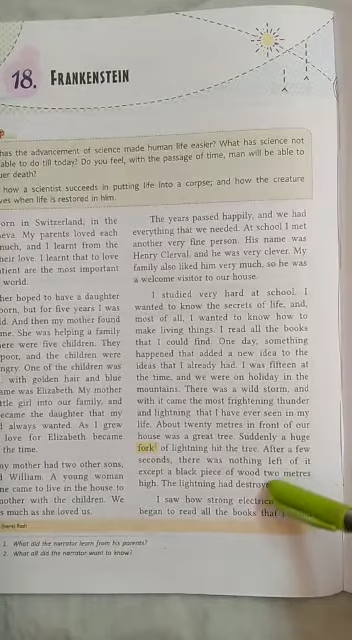 18. FRANKENSTEIN
has the advancement of science made human life easier? What has science not
able to do till today? Do you feel, with the passage of time, man will be able to
death?
how a scientist succeeds in putting life into a corpse; and how the creature
when life is restored in him.
orn in Switzerland, in the
eva. My parents loved each
much, and I learnt from the
heir love. I learnt that to love
tient are the most important
world.
her hoped to have a daughter
born, but for five years I was
d. And then my mother found
me. She was helping a family
ere were five children. They
poor, and the children were
ngry. One of the children was
, with golden hair and blue
ame was Elizabeth. My mother
ttle girl into our family, and
ecame the daughter that my
d always wanted. As I grew
love for Elizabeth became
the time.
my mother had two other sons,
d William. A young woman
ne came to live in the house to
mother with the children. We
s much as she loved us.
The years passed happily, and we had
everything that we needed. At school I met
another very fine person. His name was
Henry Clerval, and he was very clever. My
family also liked him very much, so he was
a welcome visitor to our house.
I studied very hard at school. I
wanted to know the secrets of life, and,
most of all, I wanted to know how to
make living things. I read all the books
that I could find. One day, something
happened that added a new idea to the
ideas that I already had. I was fifteen at
the time, and we were on holiday in the
mountains. There was a wild storm, and
with it came the most frightening thunder
and lightning that I have ever seen in my
life. About twenty metres in front of our
house was a great tree. Suddenly a huge
fork¹ of lightning hit the tree. After a few
seconds, there was nothing left of it
except a black piece of wood two metres
high. The lightning had destroye
I saw how strong electric
began to read all the books that
1. What did the narrator learn from his parents?
2. What all did the narrator want to know?